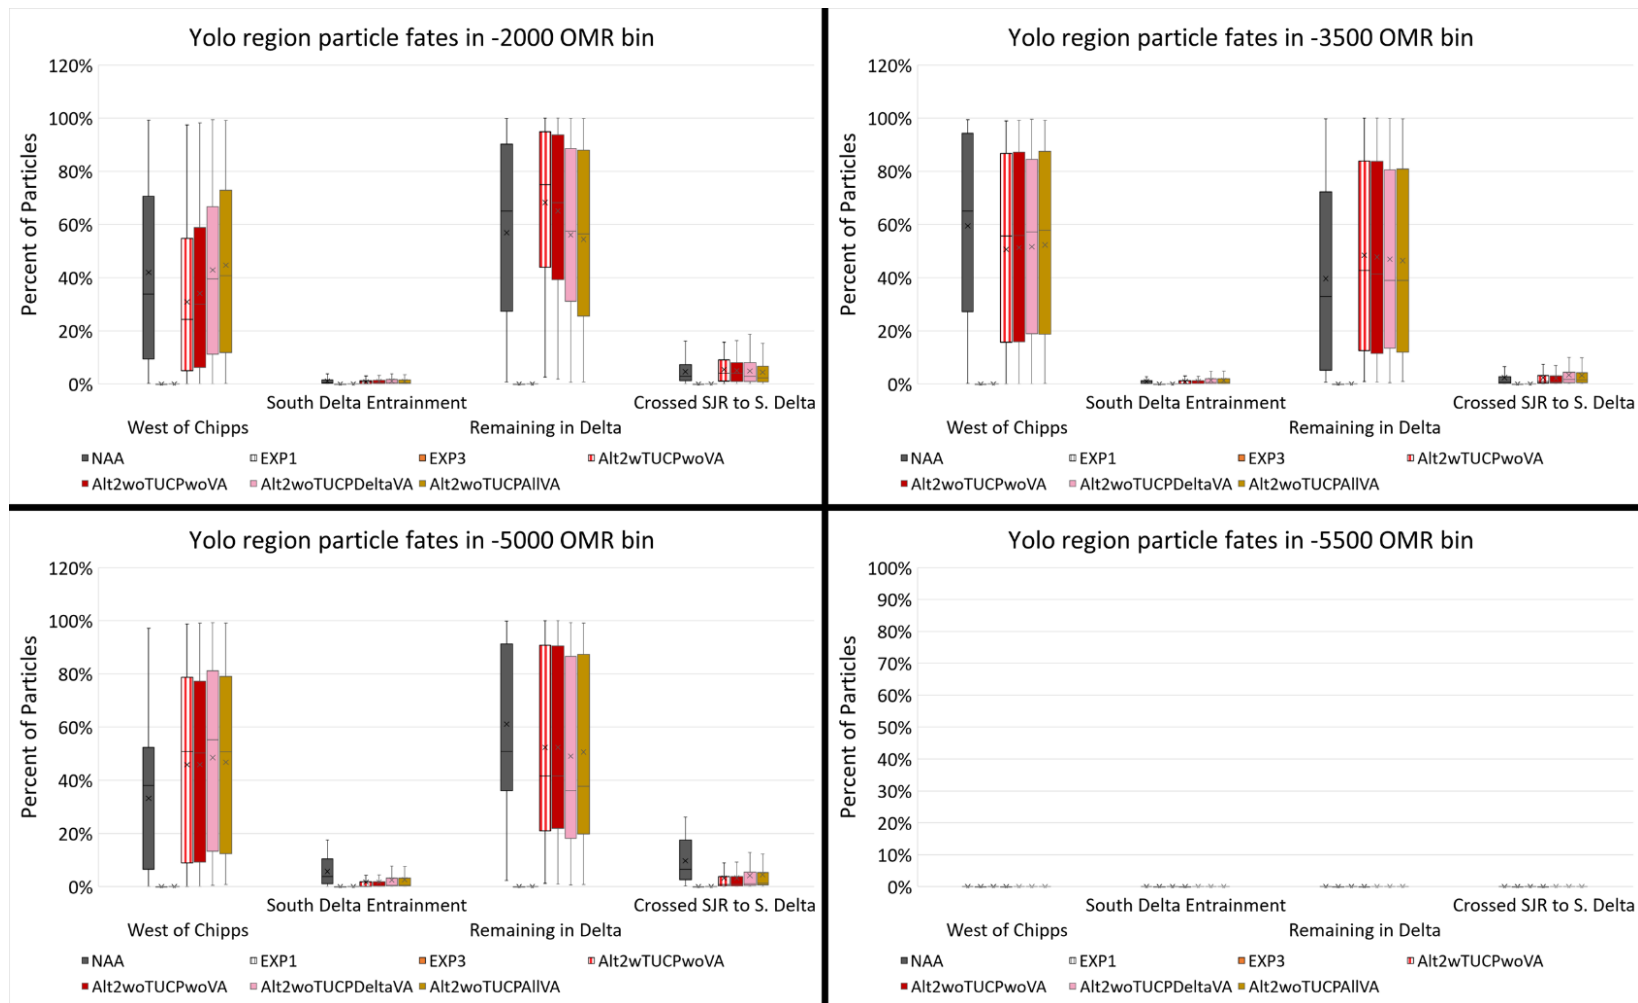 Yolo region particle fates in -2000 OMR bin
120%
100%
80%
60%
40%
20%
0%
Percent of Particles
South Delta Entrainment
Crossed SJR to S. Delta
West of Chipps
Remaining in Delta
NAA
EXP1
EXP3
Alt2wTUCPwoVA
Alt2woTUCPwoVA
Alt2woTUCPDeltaVA
Alt2woTUCPAllVA
Yolo region particle fates in -3500 OMR bin
120%
100%
80%
60%
40%
20%
0%
Percent of Particles
South Delta Entrainment
Crossed SJR to S. Delta
West of Chipps
Remaining in Delta
NAA
EXP1
EXP3
Alt2wTUCPwoVA
Alt2woTUCPwoVA
Alt2woTUCPDeltaVA
Alt2woTUCPAllVA
Yolo region particle fates in -5000 OMR bin
120%
100%
80%
60%
40%
20%
0%
Percent of Particles
South Delta Entrainment
Crossed SJR to S. Delta
West of Chipps
Remaining in Delta
NAA
EXP1
EXP3
Alt2wTUCPwoVA
Alt2woTUCPwoVA
Alt2woTUCPDeltaVA
Alt2woTUCPAllVA
Yolo region particle fates in -5500 OMR bin
100%
90%
80%
70%
60%
50%
40%
30%
20%
10%
0%
Percent of Particles
South Delta Entrainment
Crossed SJR to S. Delta
West of Chipps
Remaining in Delta
NAA
EXP1
EXP3
Alt2wTUCPwoVA
Alt2woTUCPwoVA
Alt2woTUCPDeltaVA
Alt2woTUCPAllVA